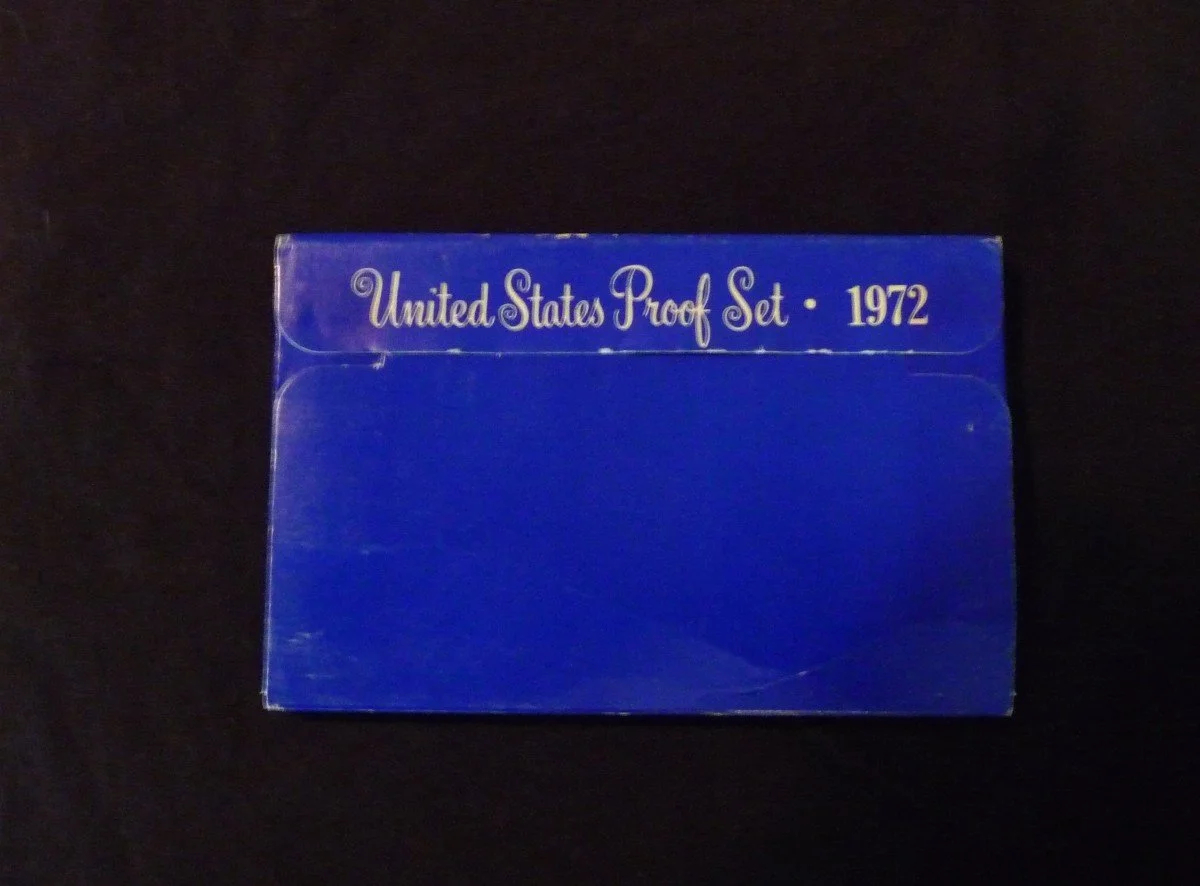 United States Proof Set • 1972